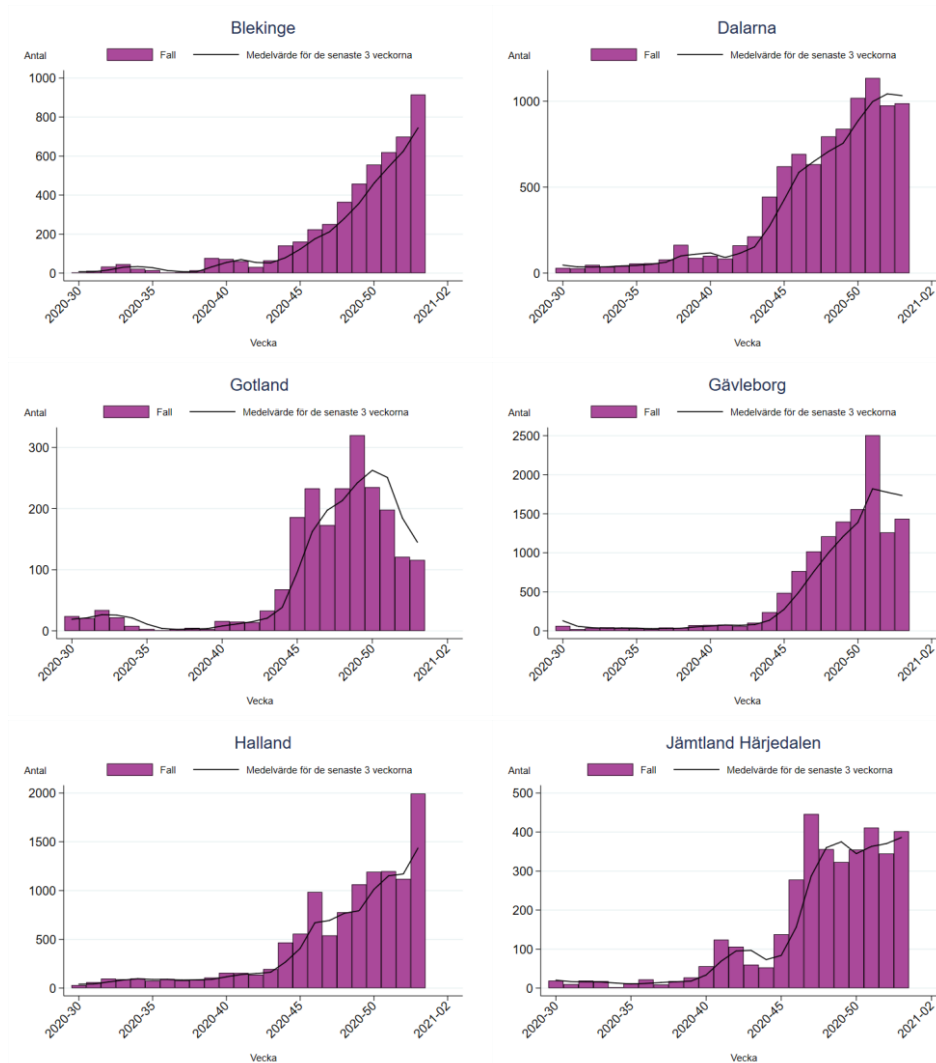 Blekinge
Antal Fall Medelvärde för de senaste 3 veckorna
1000
800
600
400
200
0
2020-30 2020-35 2020-40 2020-45 2020-50 2021-02
Vecka
Dalarna
Antal Fall Medelvärde för de senaste 3 veckorna
1000
500
0
2020-30 2020-35 2020-40 2020-45 2020-50 2021-02
Vecka
Gotland
Antal Fall Medelvärde för de senaste 3 veckorna
300
200
100
0
2020-30 2020-35 2020-40 2020-45 2020-50 2021-02
Vecka
Gävleborg
Antal Fall Medelvärde för de senaste 3 veckorna
2500
2000
1500
1000
500
0
2020-30 2020-35 2020-40 2020-45 2020-50 2021-02
Vecka
Halland
Antal Fall Medelvärde för de senaste 3 veckorna
2000
1500
1000
500
0
2020-30 2020-35 2020-40 2020-45 2020-50 2021-02
Vecka
Jämtland Härjedalen
Antal Fall Medelvärde för de senaste 3 veckorna
500
400
300
200
100
0
2020-30 2020-35 2020-40 2020-45 2020-50 2021-02
Vecka